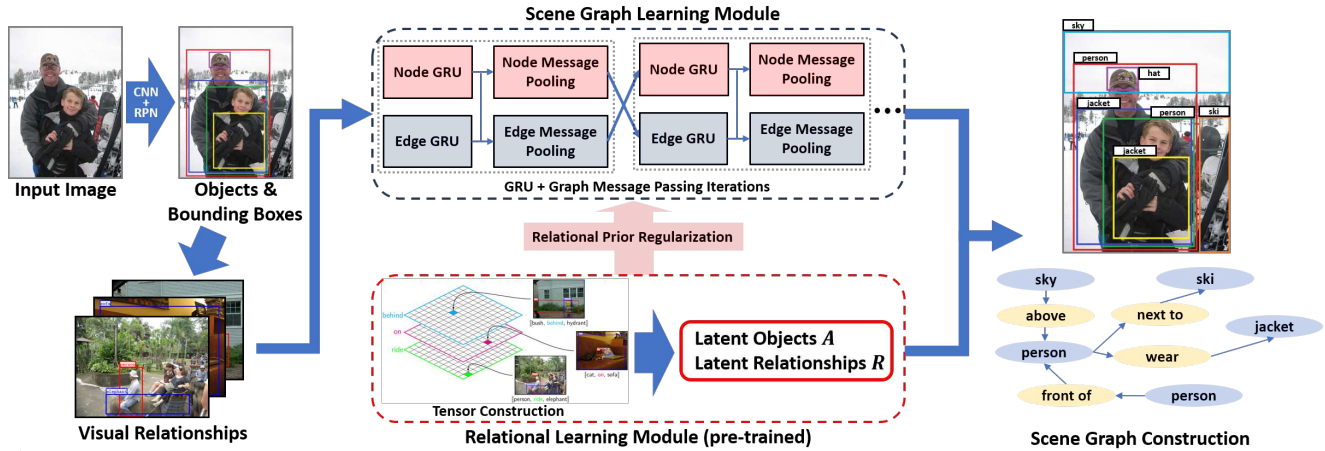 Scene Graph Learning Module
CNN
+
RPN
Input Image
Objects &
Bounding Boxes
Node GRU
Node Message
Pooling
Edge GRU
Edge Message
Pooling
Node GRU
Node Message
Pooling
Edge GRU
Edge Message
Pooling
GRU + Graph Message Passing Iterations
Relational Prior Regularization
Visual Relationships
behind
on
ride
[bush, behind, hydrant]
[cat, on, sofa]
[person, ride, elephant]
Tensor Construction
Latent Objects A
Latent Relationships R
Relational Learning Module (pre-trained)
sky
person
hat
jacket
person
ski
jacket
sky
ski
above
next to
jacket
person
wear
front of
person
Scene Graph Construction